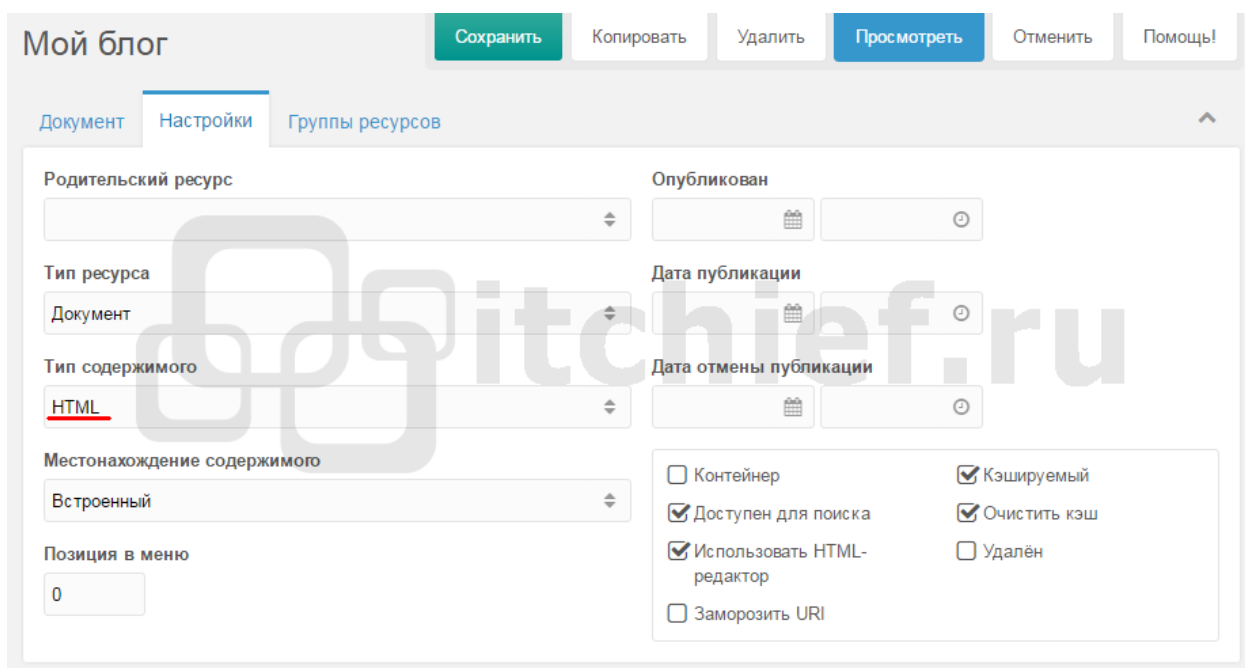 Мой блог
Сохранить Копировать Удалить Просмотреть Отменить Помощь!
Документ Настройки Группы ресурсов
Родительский ресурс
Опубликован
Тип ресурса
Дата публикации
Документ
Тип содержимого
Дата отмены публикации
HTML
itchief.ru
Местонахождение содержимого
Встроенный
Позиция в меню
0
Контейнер
Кэшируемый
Доступен для поиска
Очистить кэш
Использовать HTML-
редактор
Удалён
Заморозить URI